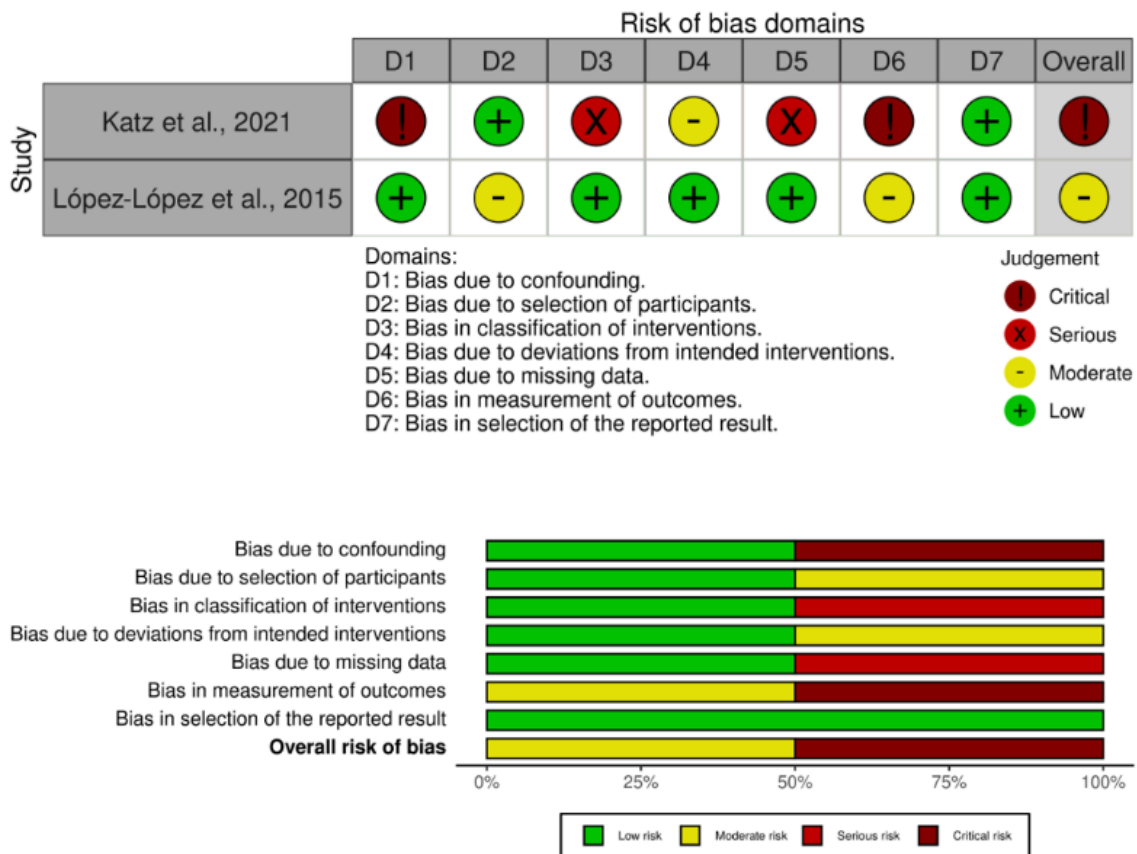 Risk of bias domains
D1 D2 D3 D4 D5 D6 D7 Overall
Study
Katz et al., 2021 ! + X - X ! + !
López-López et al., 2015 + - + + + - + -
Domains:
D1: Bias due to confounding.
D2: Bias due to selection of participants.
D3: Bias in classification of interventions.
D4: Bias due to deviations from intended interventions.
D5: Bias due to missing data.
D6: Bias in measurement of outcomes.
D7: Bias in selection of the reported result.
Judgement
! Critical
X Serious
- Moderate
+ Low
Bias due to confounding
Bias due to selection of participants
Bias in classification of interventions
Bias due to deviations from intended interventions
Bias due to missing data
Bias in measurement of outcomes
Bias in selection of the reported result
Overall risk of bias
0% 25% 50% 75% 100%
Low risk Moderate risk Serious risk Critical risk